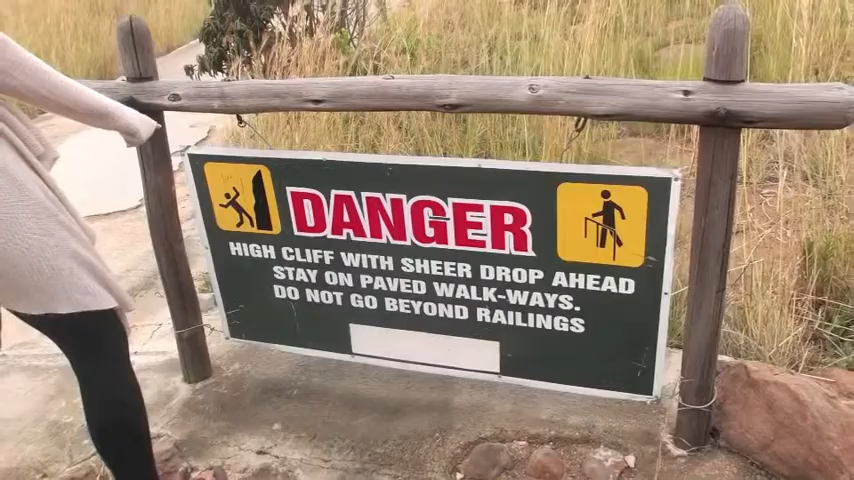 DANGER
HIGH CLIFF WITH SHEER DROP AHEAD
STAY ON PAVED WALK-WAYS.
DO NOT GO BEYOND RAILINGS